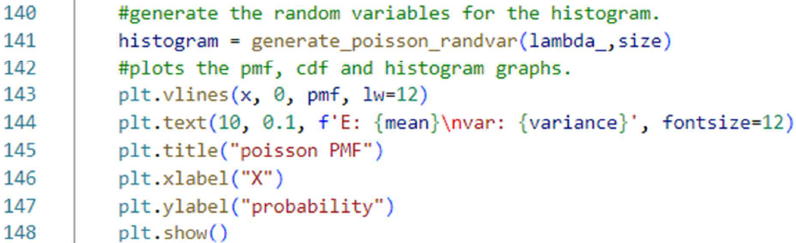 140 #generate the random variables for the histogram.
141 histogram = generate_poisson_randvar(lambda_,size)
142 #plots the pmf, cdf and histogram graphs.
143 plt.vlines(x, 0, pmf, lw=12)
144 plt.text(10, 0.1, f'E: {mean}\nvar: {variance}', fontsize=12)
145 plt.title("poisson PMF")
146 plt.xlabel("X")
147 plt.ylabel("probability")
148 plt.show()